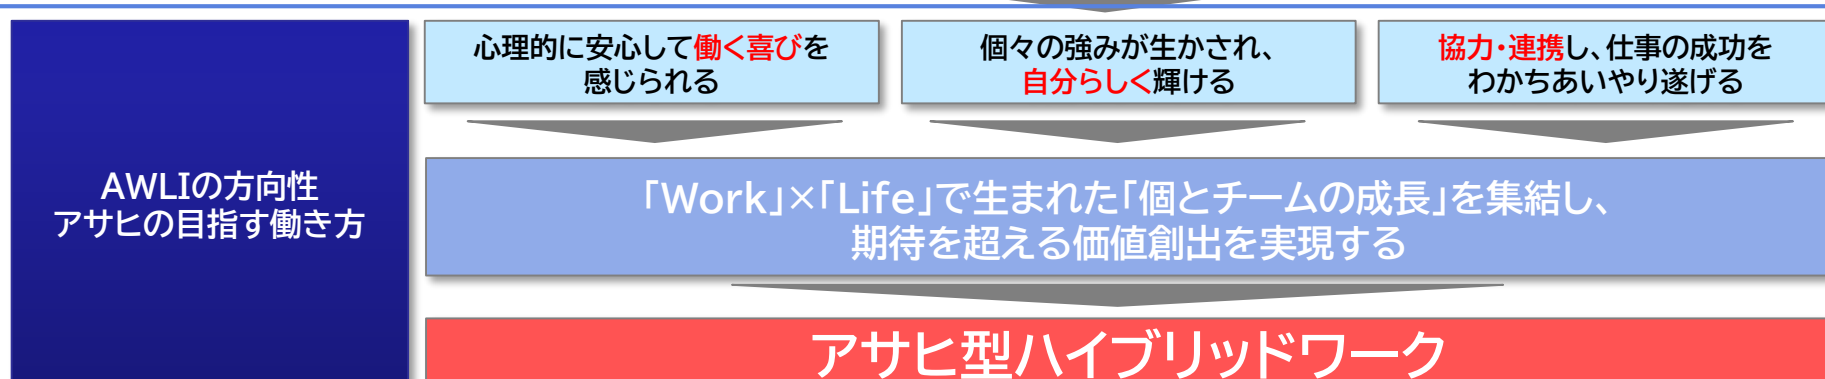 AWLIの方向性
アサヒの目指す働き方
心理的に安心して働く喜びを
感じられる
個々の強みが生かされ、
自分らしく輝ける
協力・連携し、仕事の成功を
わかちあいやり遂げる
「Work」×「Life」で生まれた「個とチームの成長」を集結し、
期待を超える価値創出を実現する
アサヒ型ハイブリッドワーク